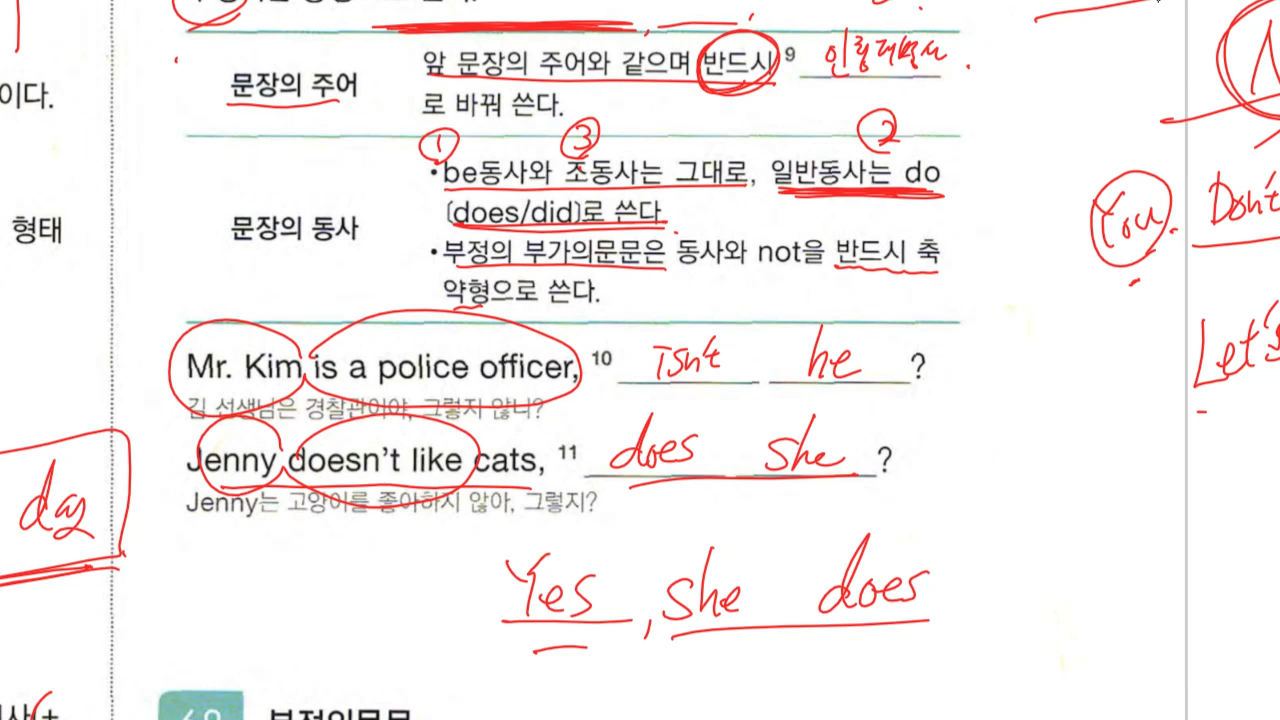 이다.
형태
day
문장의 주어
앞 문장의 주어와 같으며 반드시 9 인칭대명사
로 바꿔 쓴다.
① ③ ②
문장의 동사
•be동사와 조동사는 그대로, 일반동사는 do
(does/did)로 쓴다.
•부정의 부가의문문은 동사와 not을 반드시 축
약형으로 쓴다.
Mr. Kim is a police officer, 10 isn't he ?
김 선생님은 경찰관이야, 그렇지 않니?
Jenny doesn't like cats, 11 does she ?
Jenny는 고양이를 좋아하지 않아, 그렇지?
Yes, she does
You. Don't
Let's